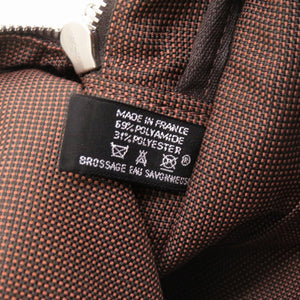 MADE IN FRANCE
69% POLYAMIDE
31% POLYESTER
®
BROSSAGE EAU SAVONNEUSE